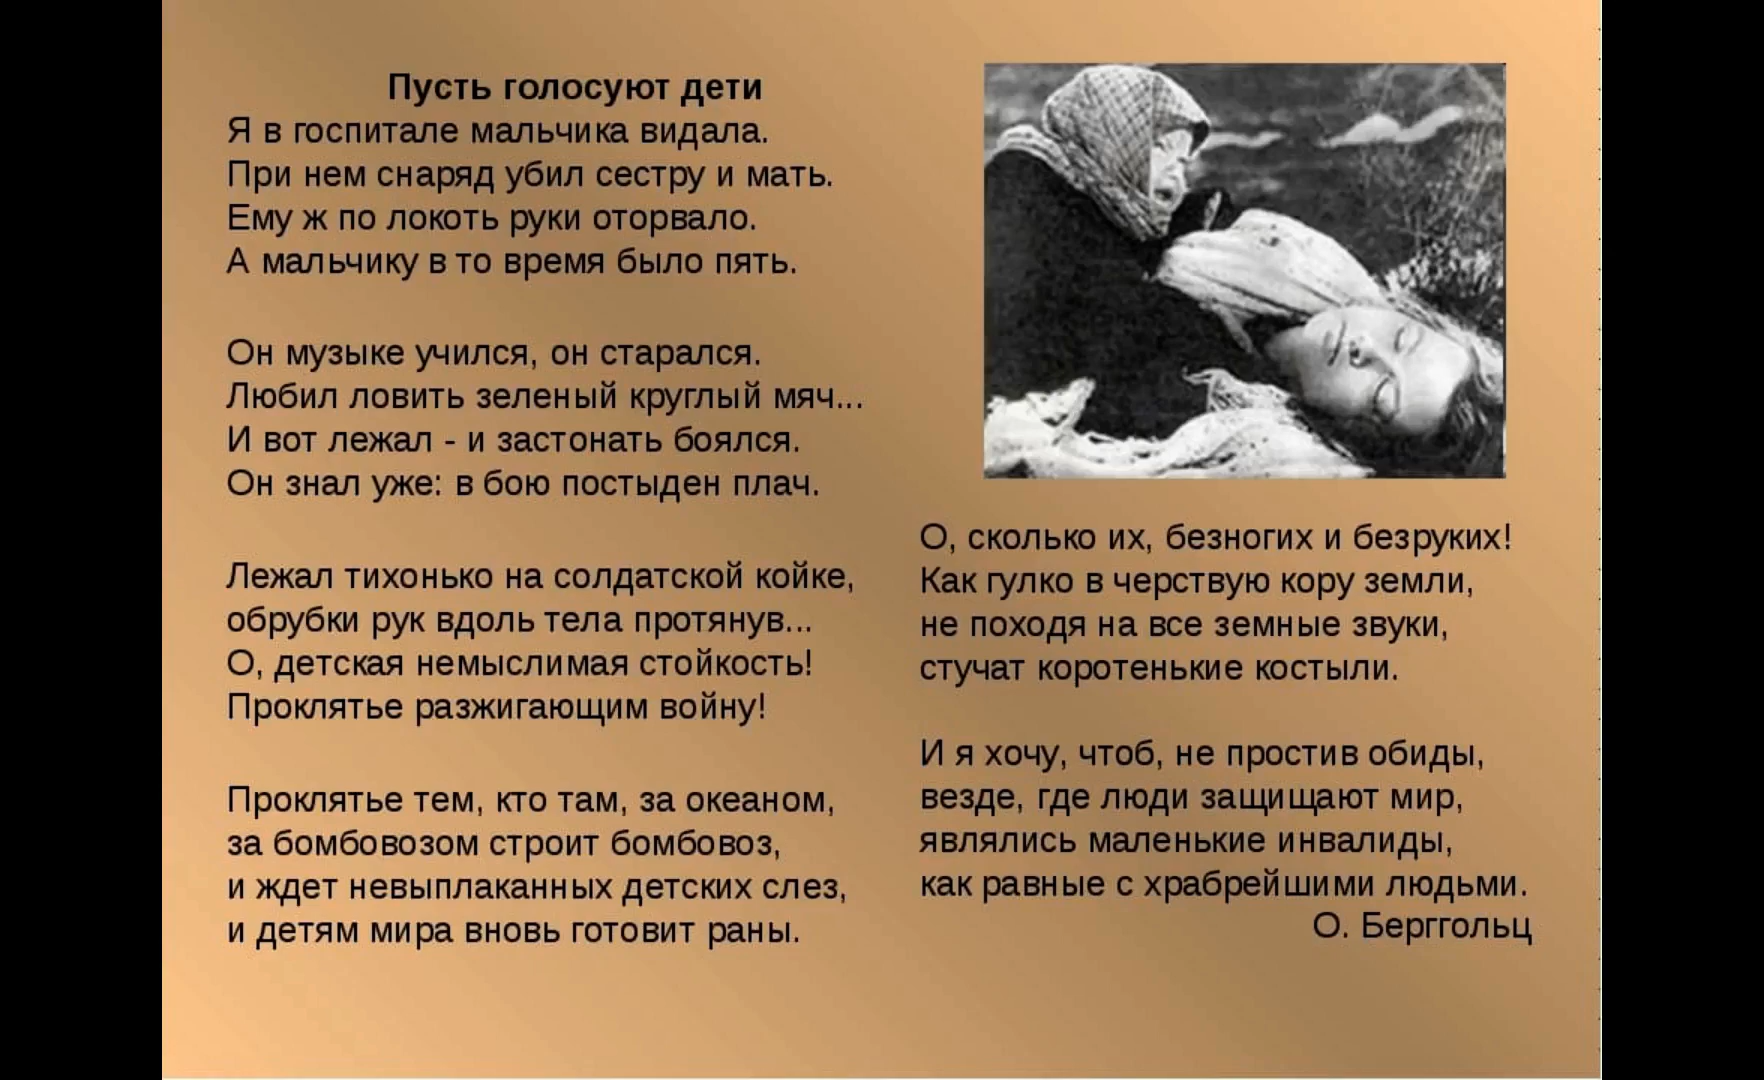 Пусть голосуют дети
Я в госпитале мальчика видала.
При нем снаряд убил сестру и мать.
Ему ж по локоть руки оторвало.
А мальчику в то время было пять.
Он музыке учился, он старался.
Любил ловить зеленый круглый мяч...
И вот лежал - и застонать боялся.
Он знал уже: в бою постыден плач.
Лежал тихонько на солдатской койке,
обрубки рук вдоль тела протянув...
О, детская немыслимая стойкость!
Проклятье разжигающим войну!
Проклятье тем, кто там, за океаном,
за бомбовозом строит бомбовоз,
и ждет невыплаканных детских слез,
и детям мира вновь готовит раны.
О, сколько их, безногих и безруких!
Как гулко в черствую кору земли,
не походя на все земные звуки,
стучат коротенькие костыли.
И я хочу, чтоб, не простив обиды,
везде, где люди защищают мир,
являлись маленькие инвалиды,
как равные с храбрейшими людьми.
О. Берггольц